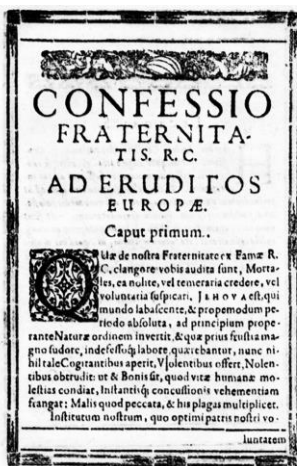 CONFESSIO
FRATERNITA-
TIS. R. C.
AD ERUDITOS
EUROPÆ.
Caput primum.
QUæ de nostra Fraternitate ex Famæ R.
C, clangore vobis audita sunt, Morta-
les, ea nolite, vel temeraria credere, vel
voluntaria suspicari, JEHOVA est, qui
mundo labascente, & propemodum pe-
riodo absoluta, ad principium prope-
rante Naturæ ordinem invertit, & quæ prius frustra ma-
gno sudore, indefessoq; labore, quærebantur, nunc ni-
hil tale Cogitantibus aperit, Volentibus offert, Nolen-
tibus obtrudit: ut & Bonis sit, quod vitæ humanæ mo-
lestias condiat, Instantisq; concussionis vehementiam
frangat; Malis quod peccata, & his plagas multiplicet.
Institutum nostrum, quo optimi patris nostri vo-
luntatem